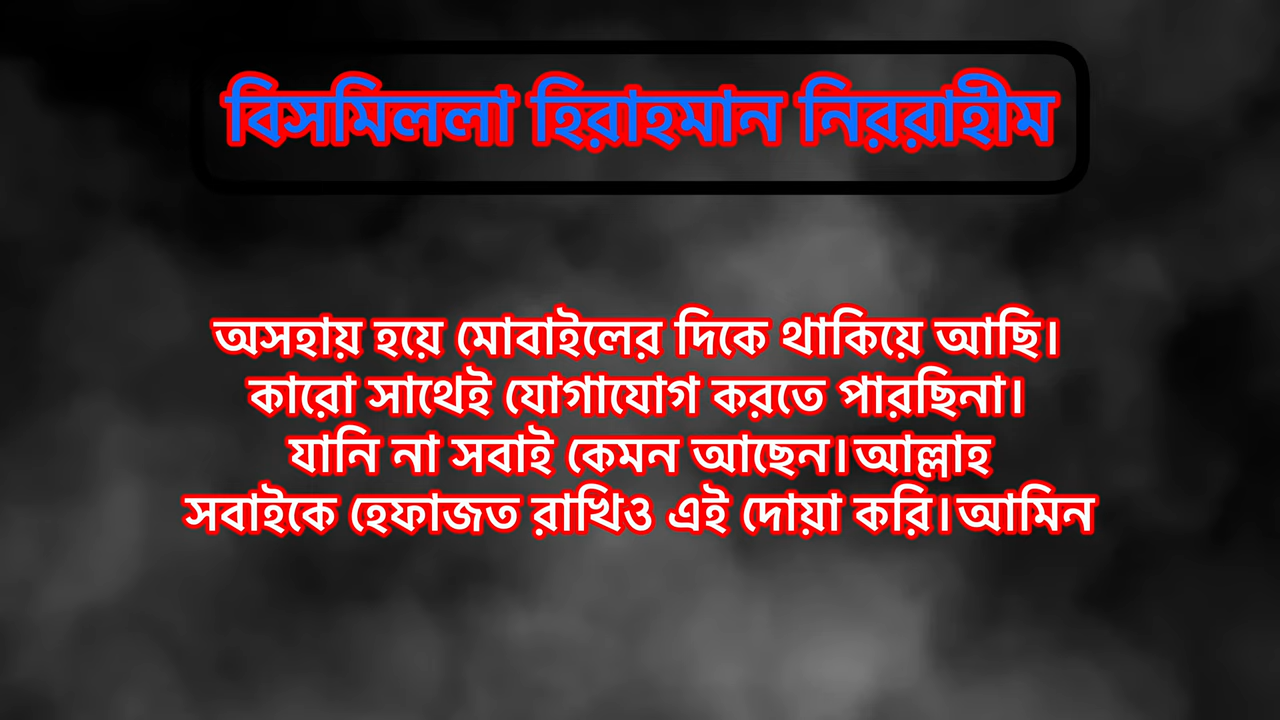 বিসমিললা হিরাহমান নিররাহীম
অসহায় হয়ে মোবাইলের দিকে থাকিয়ে আছি।
কারো সাথেই যোগাযোগ করতে পারছিনা।
যানি না সবাই কেমন আছেন।আল্লাহ
সবাইকে হেফাজত রাখিও এই দোয়া করি।আমিন